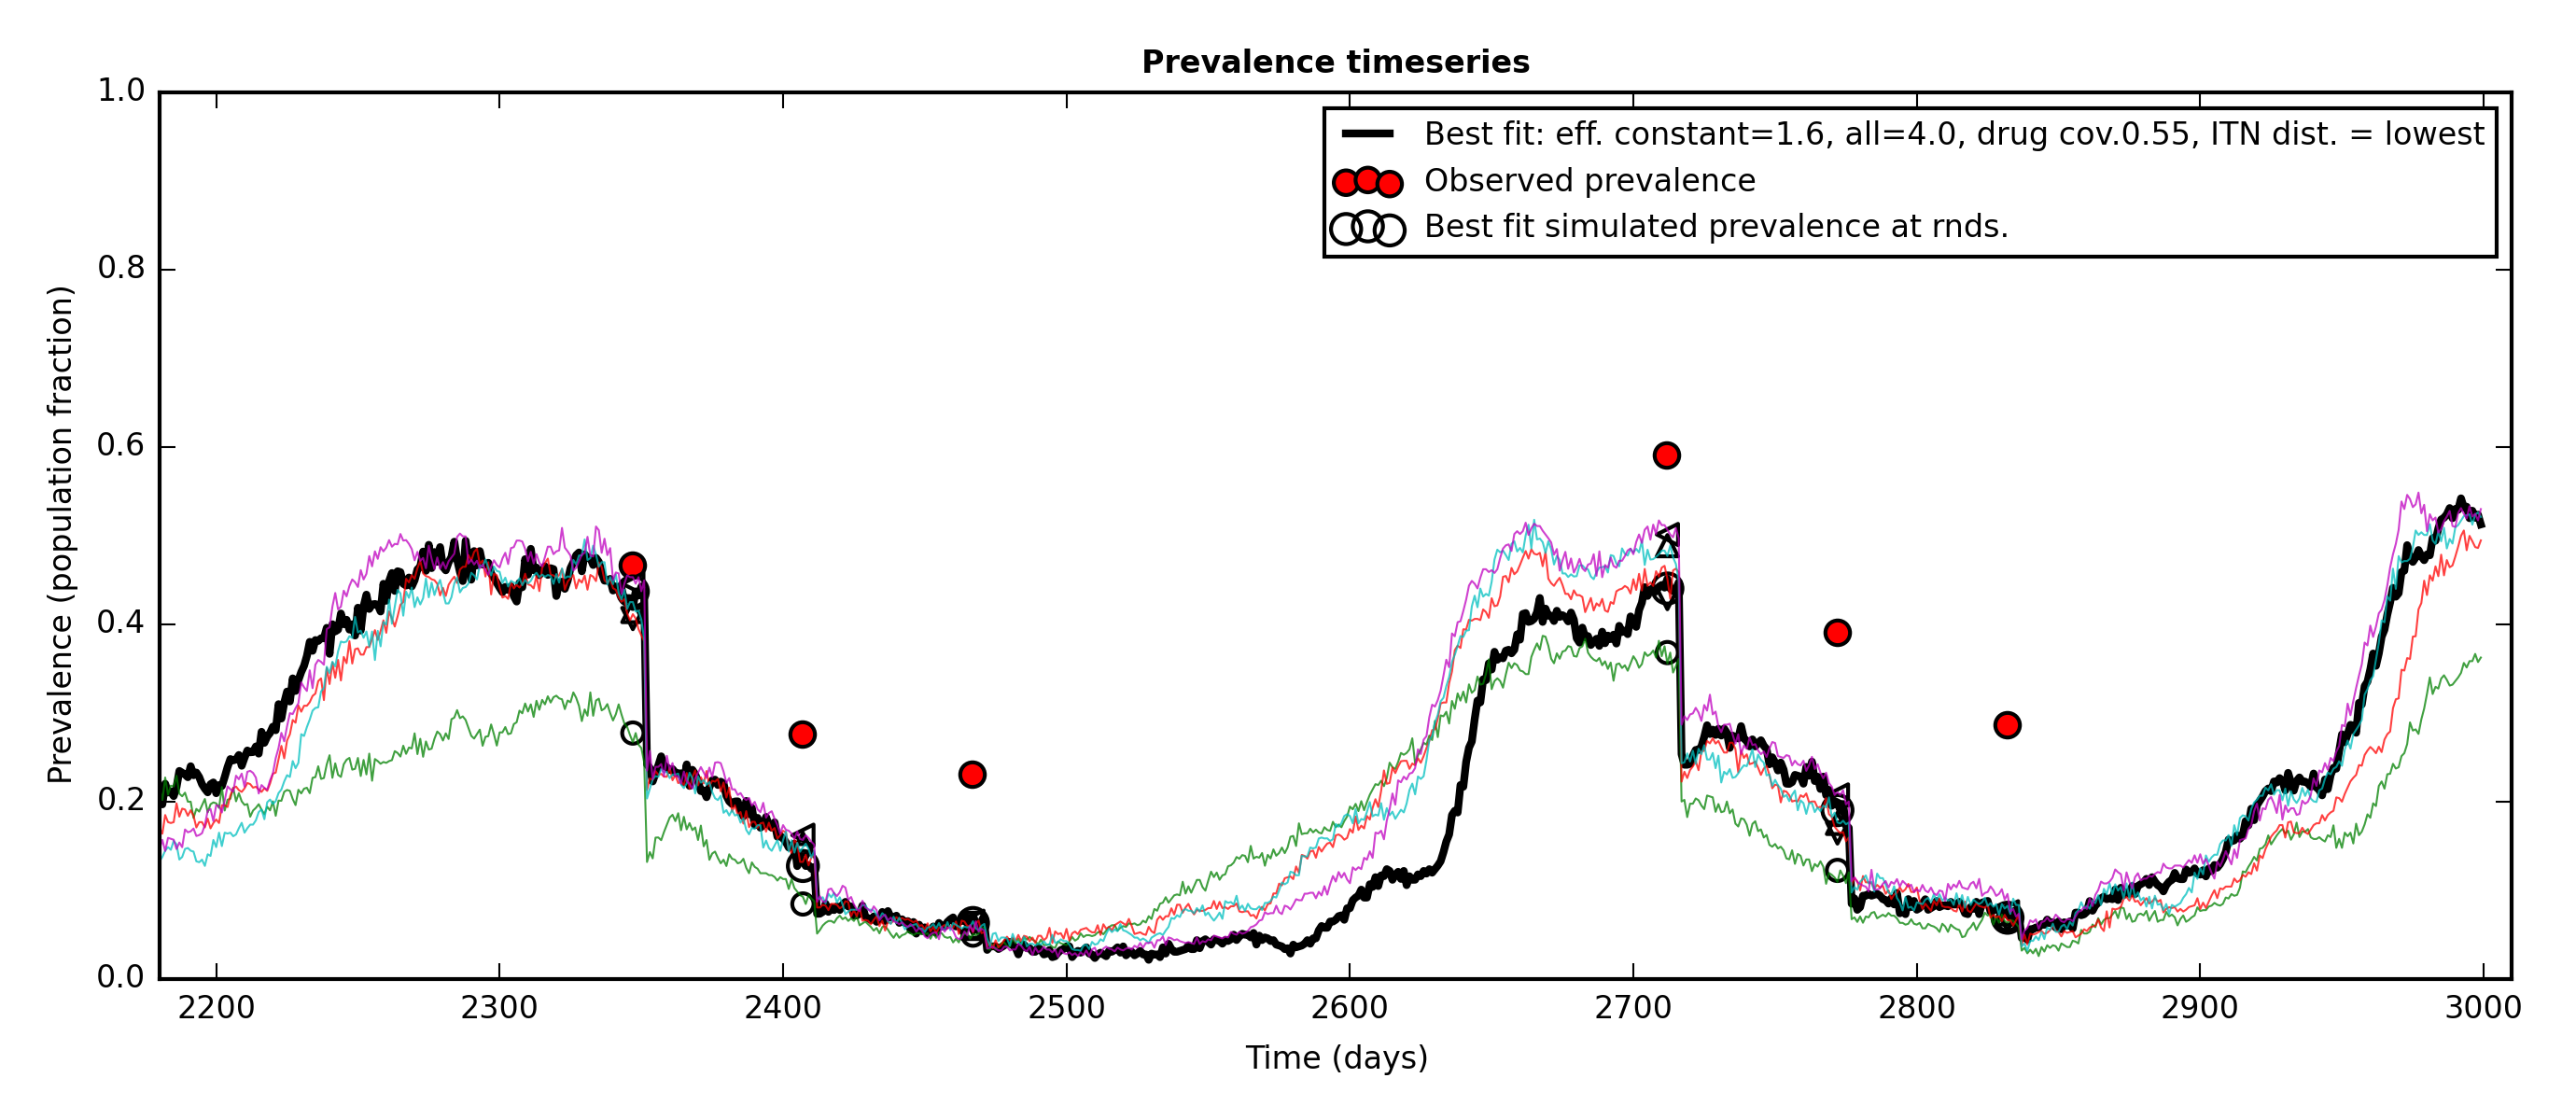 Prevalence timeseries
1.0
0.8
0.6
0.4
0.2
0.0
Prevalence (population fraction)
Best fit: eff. constant=1.6, all=4.0, drug cov.0.55, ITN dist. = lowest
Observed prevalence
Best fit simulated prevalence at rnds.
2200 2300 2400 2500 2600 2700 2800 2900 3000
Time (days)